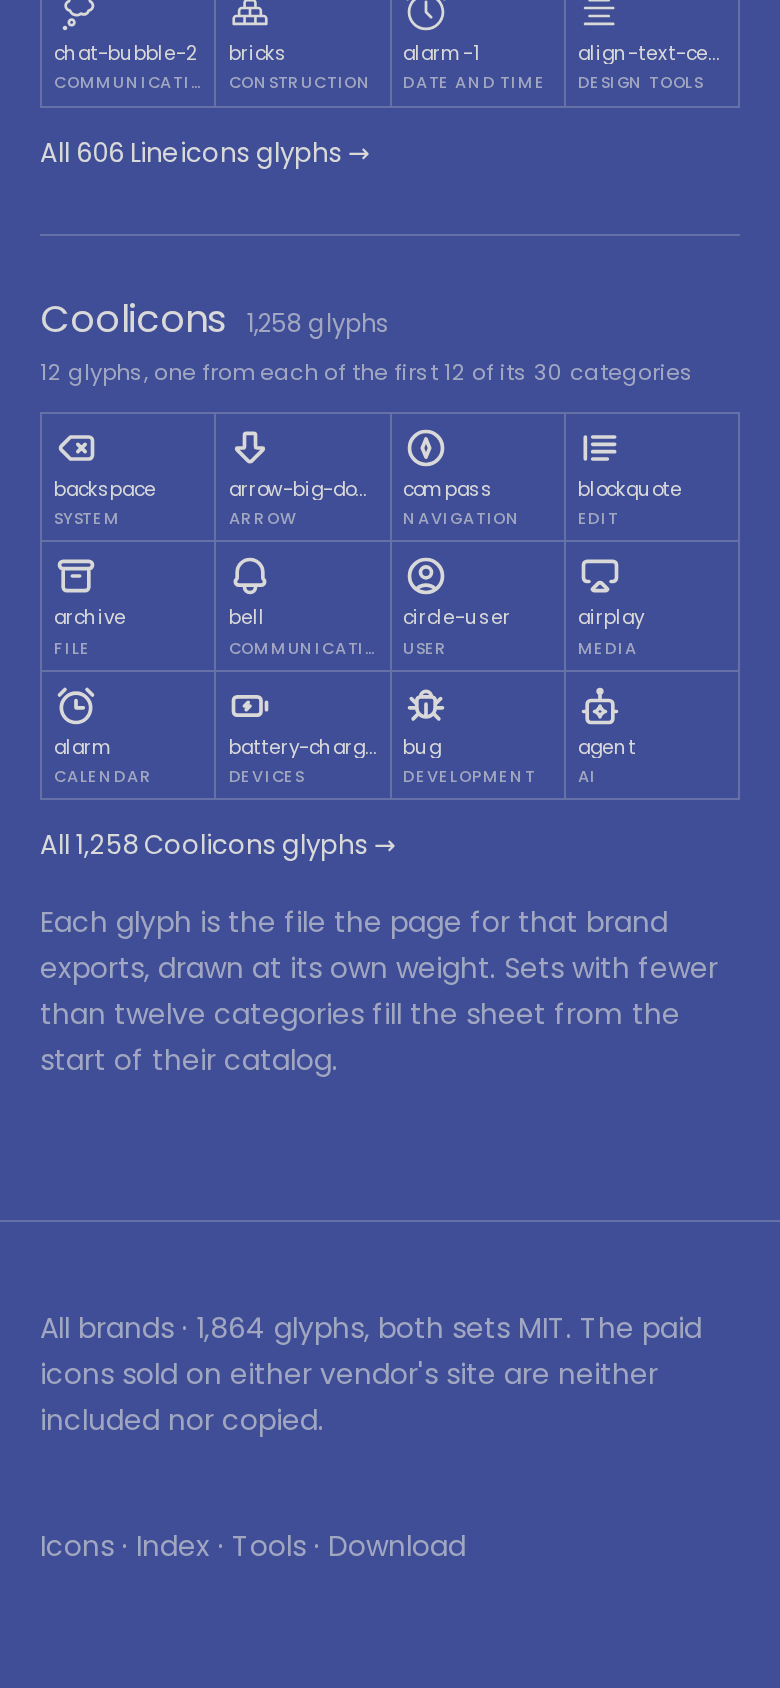 chat-bubble-2 bricks alarm-1 align-text-ce...
COMMUNICATI... CONSTRUCTION DATE AND TIME DESIGN TOOLS
All 606 Lineicons glyphs →
Coolicons 1,258 glyphs
12 glyphs, one from each of the first 12 of its 30 categories
backspace arrow-big-do... compass blockquote
SYSTEM ARROW NAVIGATION EDIT
archive bell circle-user airplay
FILE COMMUNICATI... USER MEDIA
alarm battery-charg... bug agent
CALENDAR DEVICES DEVELOPMENT AI
All 1,258 Coolicons glyphs →
Each glyph is the file the page for that brand
exports, drawn at its own weight. Sets with fewer
than twelve categories fill the sheet from the
start of their catalog.
All brands · 1,864 glyphs, both sets MIT. The paid
icons sold on either vendor's site are neither
included nor copied.
Icons · Index · Tools · Download